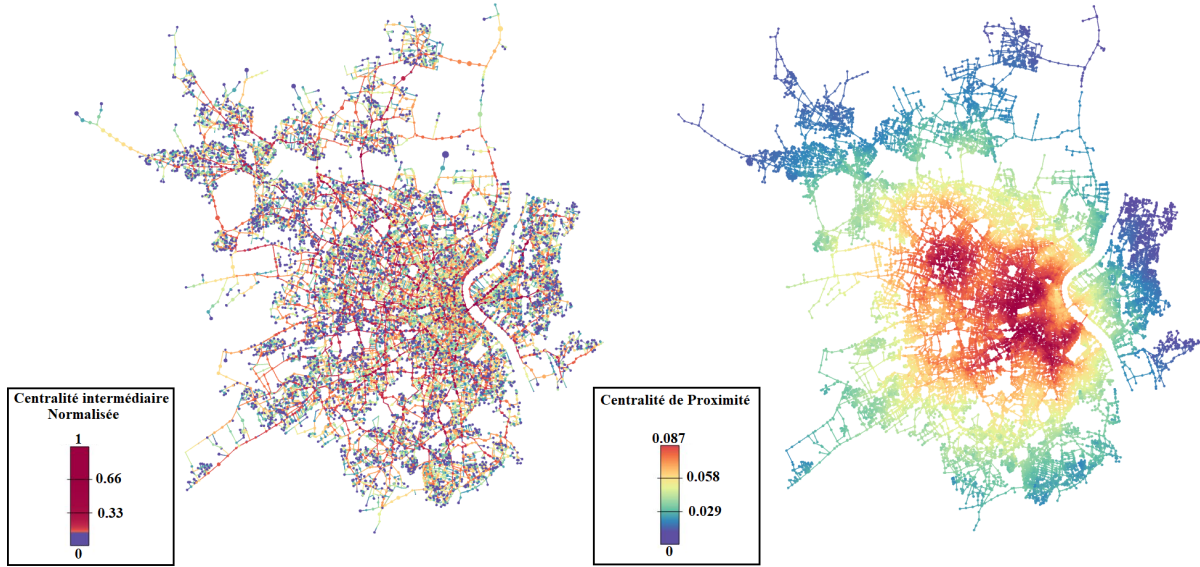 Centralité intermédiaire
Normalisée
1
0.66
0.33
0
Centralité de Proximité
0.087
0.058
0.029
0